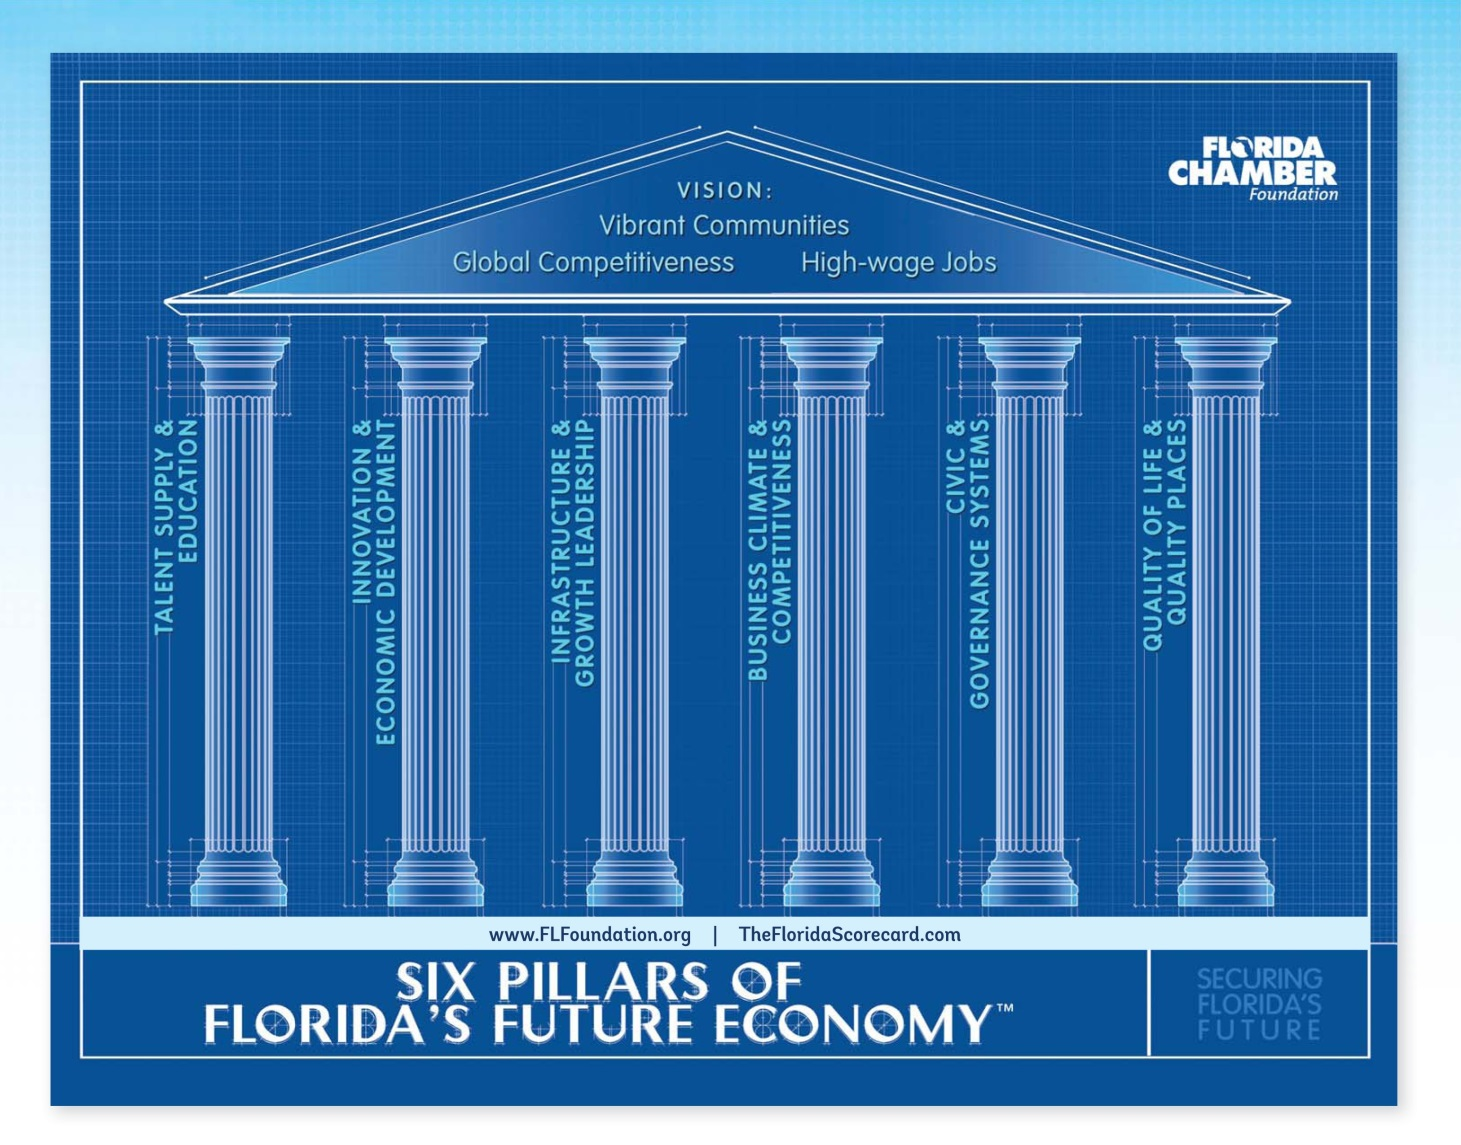 FLORIDA
CHAMBER
Foundation
VISION:
Vibrant Communities
Global Competitiveness High-wage Jobs
TALENT SUPPLY &
EDUCATION
INNOVATION &
ECONOMIC DEVELOPMENT
INFRASTRUCTURE &
GROWTH LEADERSHIP
BUSINESS CLIMATE &
COMPETITIVENESS
CIVIC &
GOVERNANCE SYSTEMS
QUALITY OF LIFE &
QUALITY PLACES
www.FLFoundation.org | TheFloridaScorecard.com
SIX PILLARS OF
FLORIDA'S FUTURE ECONOMY™
SECURING
FLORIDA'S
FUTURE